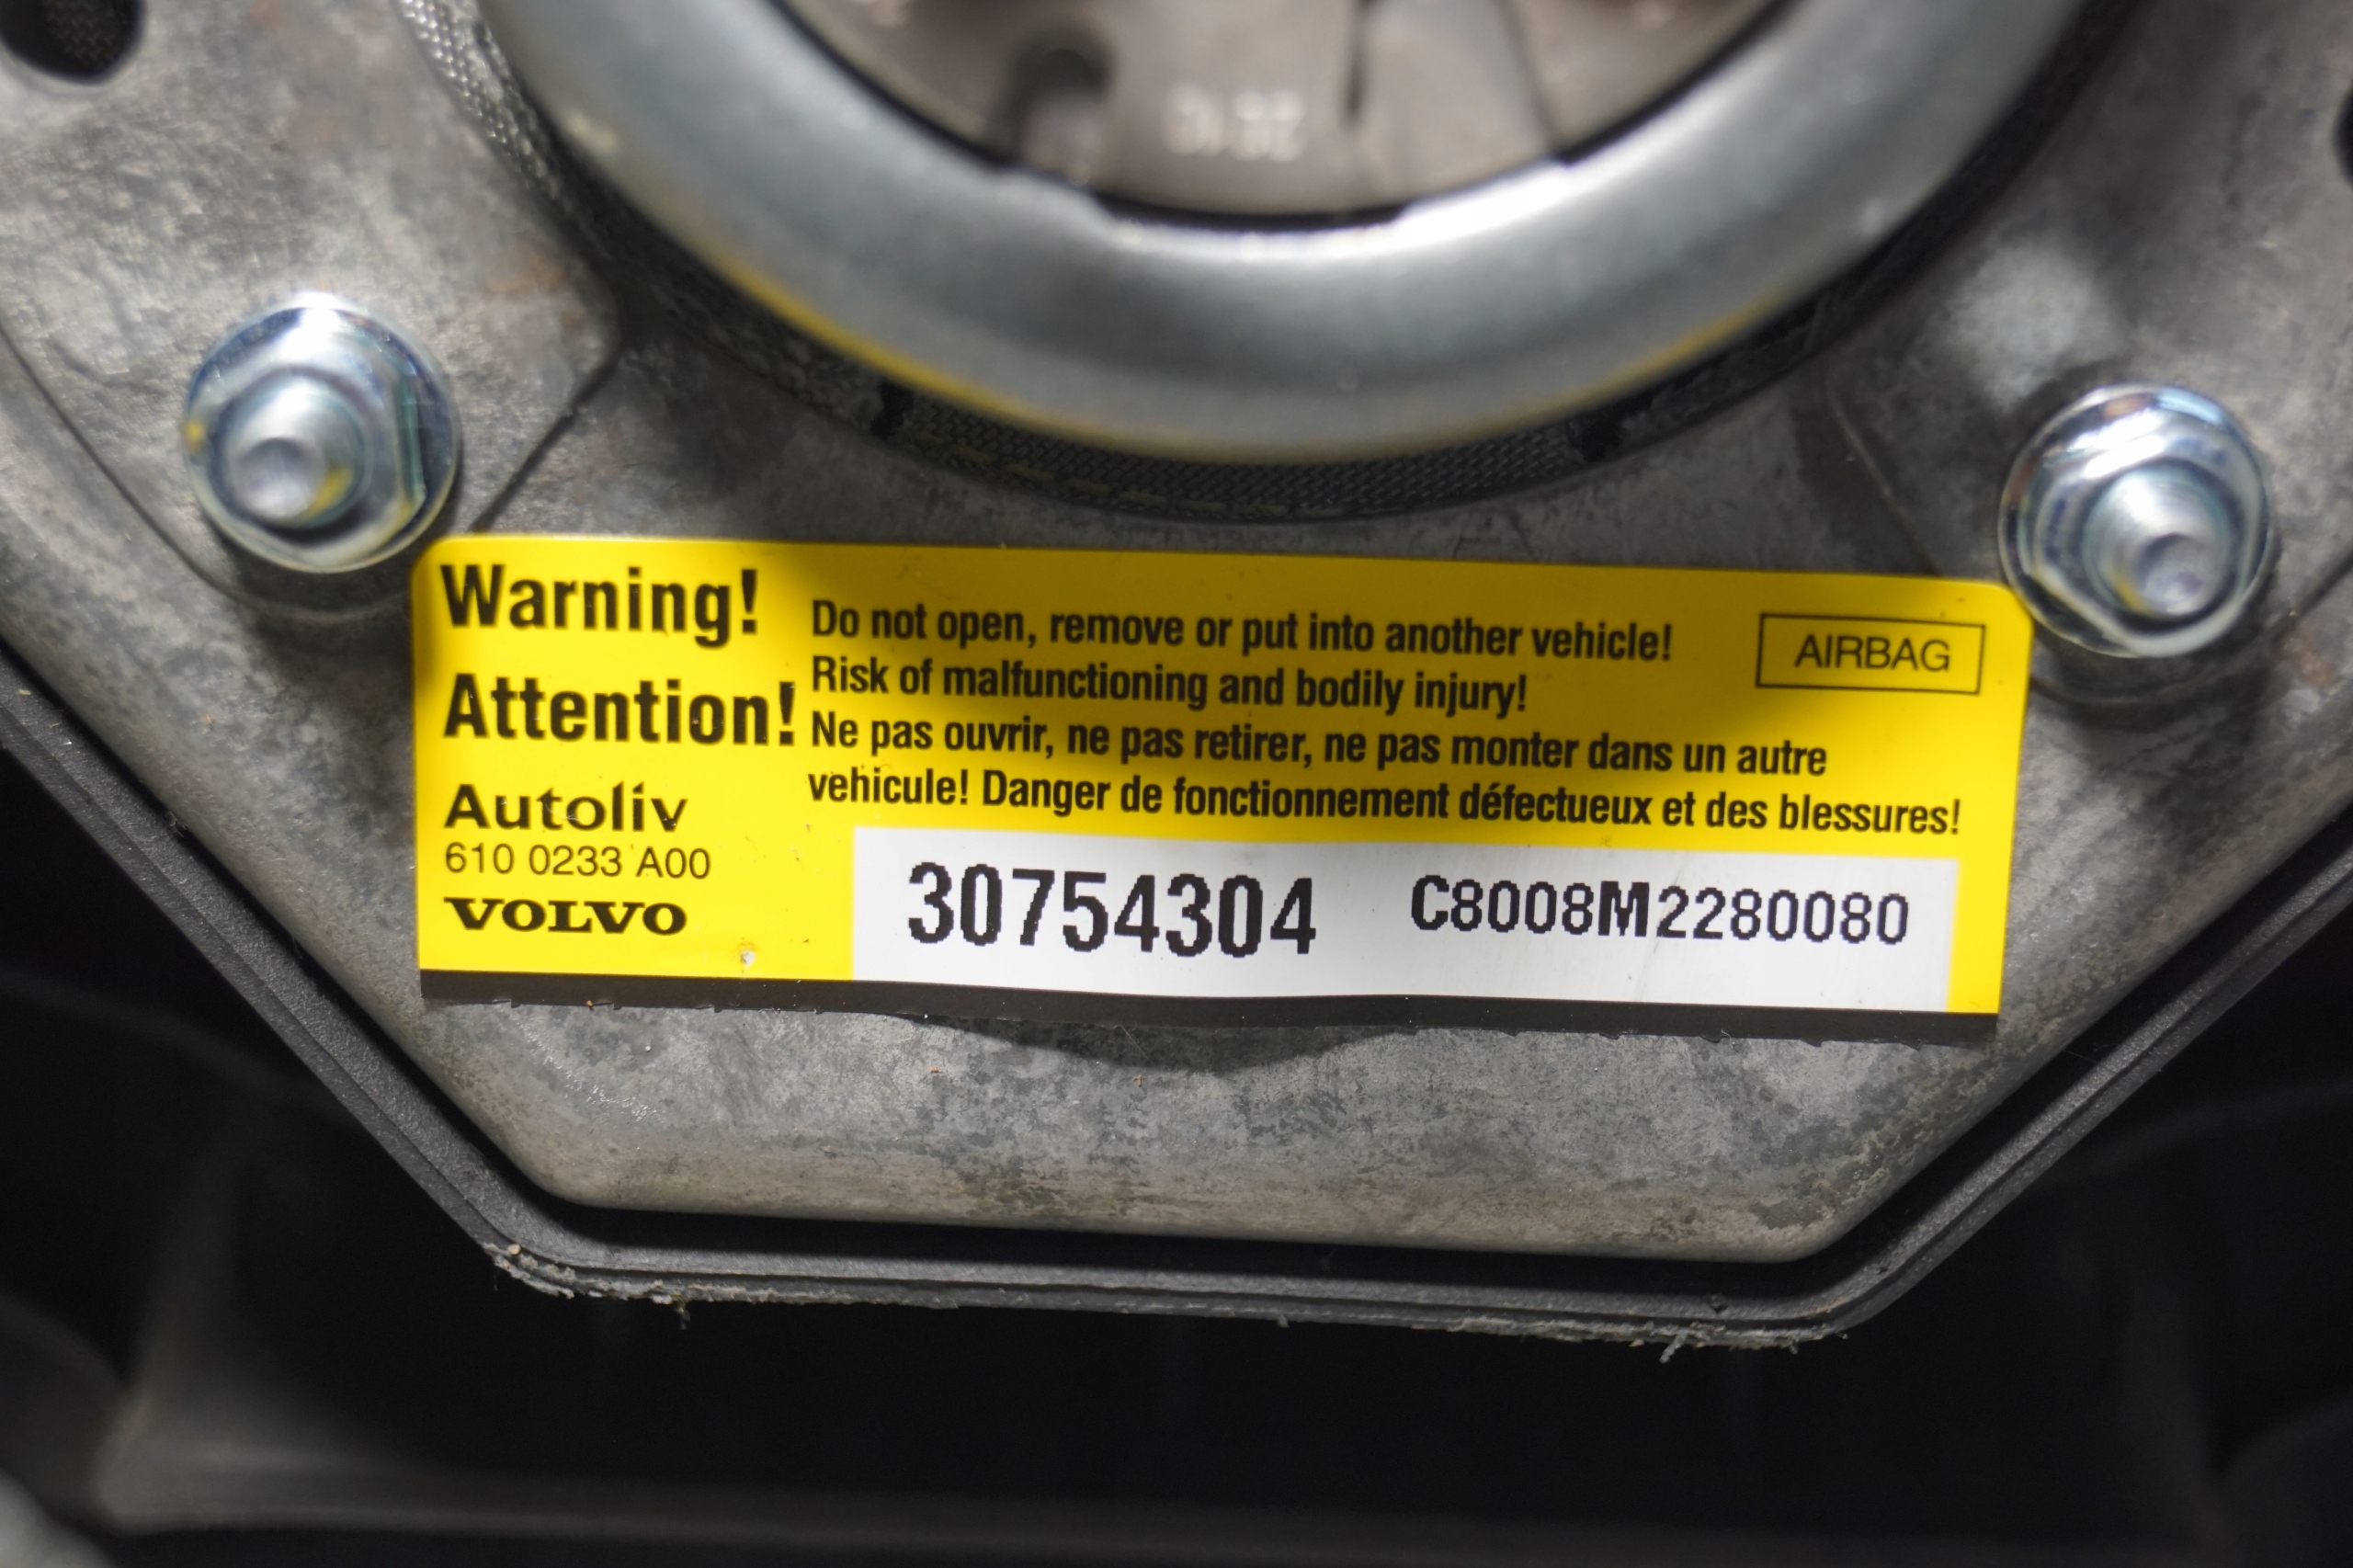 Warning!
Attention!
Autoliv
610 0233 A00
VOLVO
Do not open, remove or put into another vehicle!
Risk of malfunctioning and bodily injury!
Ne pas ouvrir, ne pas retirer, ne pas monter dans un autre
vehicule! Danger de fonctionnement défectueux et des blessures!
AIRBAG
30754304 C8008M2280080